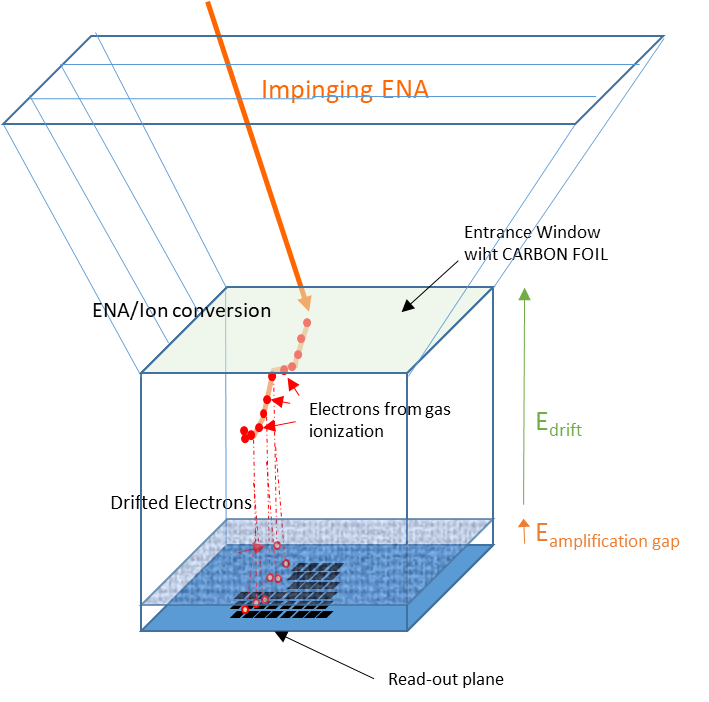 Impinging ENA
Entrance Window
wiht CARBON FOIL
ENA/Ion conversion
Electrons from gas
ionization
Edrift
Drifted Electrons
Eamplification gap
Read-out plane